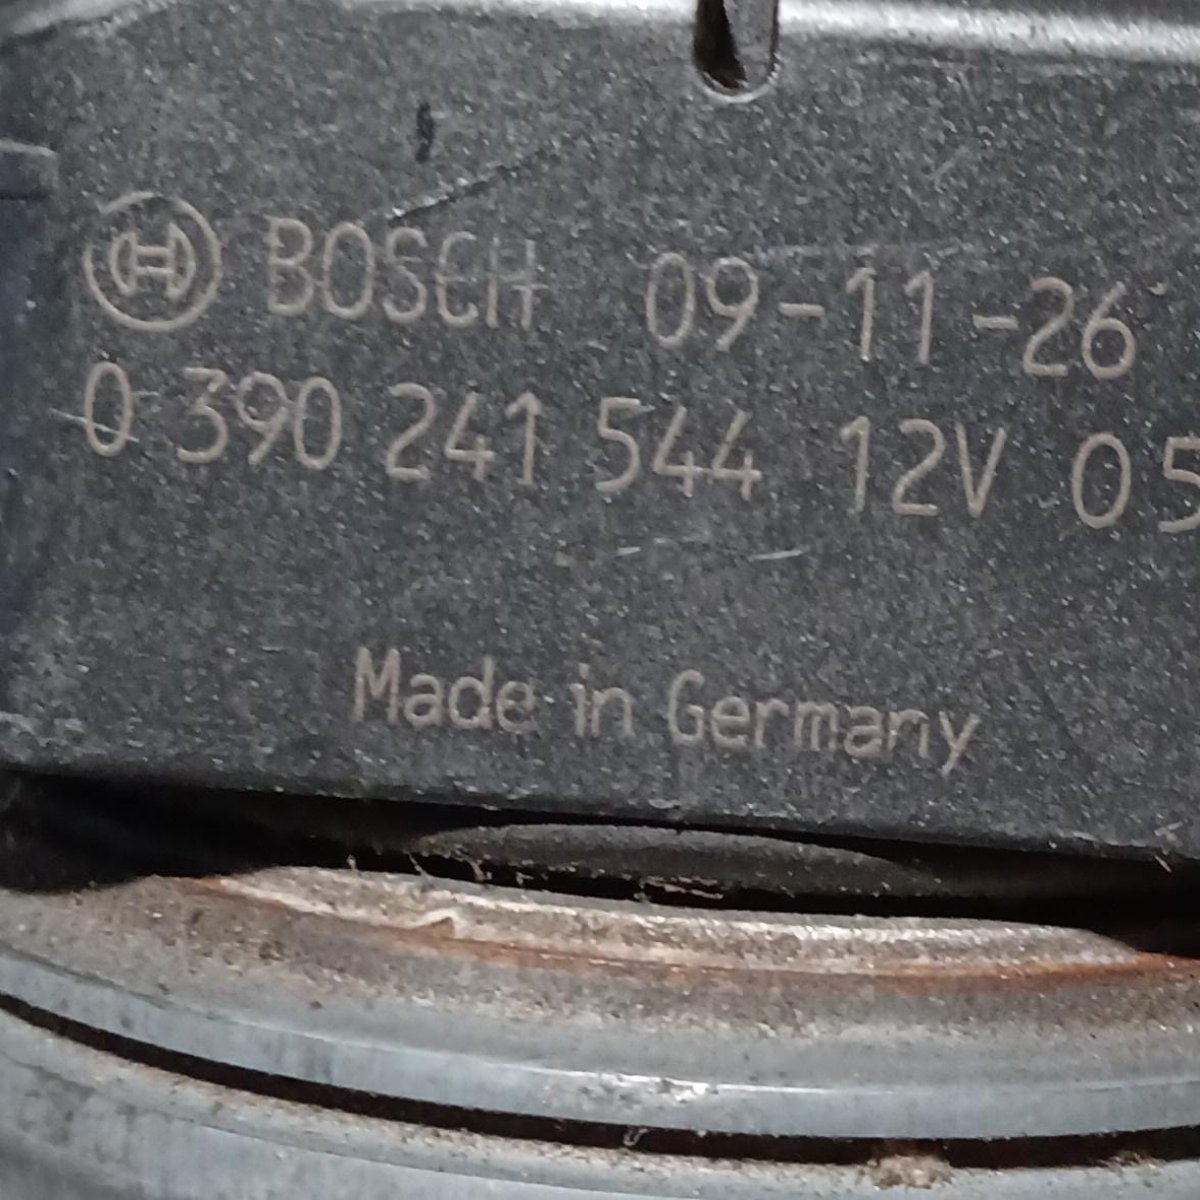 BOSCH 09-11-26
0 390 241 544 12V 05
Made in Germany